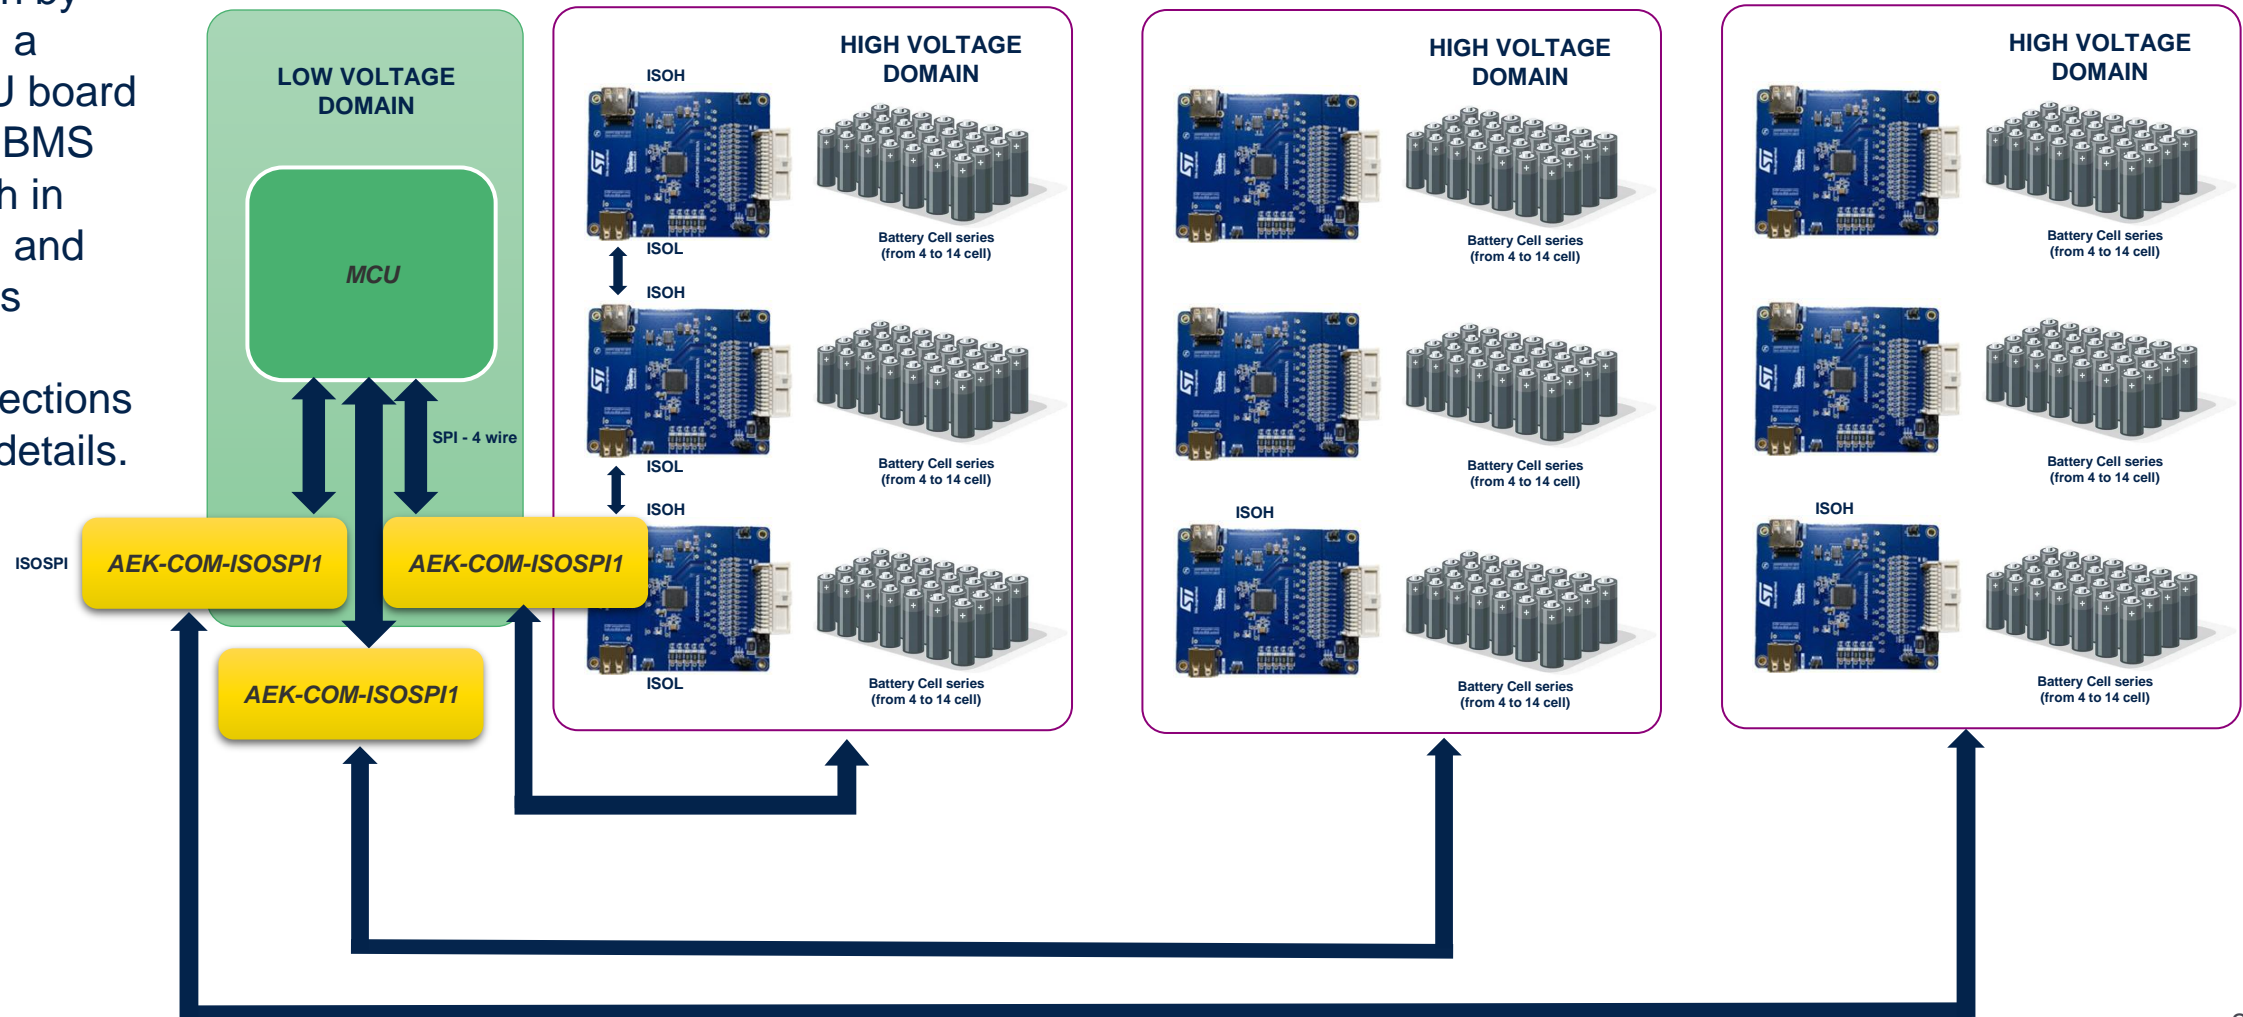 n by
a
U board
BMS
h in
and
s
ections
details.
LOW VOLTAGE
DOMAIN
MCU
SPI - 4 wire
ISOSPI
AEK-COM-ISOSPI1
AEK-COM-ISOSPI1
AEK-COM-ISOSPI1
HIGH VOLTAGE
DOMAIN
ISOH
ISOL
Battery Cell series
(from 4 to 14 cell)
ISOH
ISOL
Battery Cell series
(from 4 to 14 cell)
ISOH
ISOL
Battery Cell series
(from 4 to 14 cell)
HIGH VOLTAGE
DOMAIN
Battery Cell series
(from 4 to 14 cell)
Battery Cell series
(from 4 to 14 cell)
ISOH
Battery Cell series
(from 4 to 14 cell)
HIGH VOLTAGE
DOMAIN
Battery Cell series
(from 4 to 14 cell)
Battery Cell series
(from 4 to 14 cell)
ISOH
Battery Cell series
(from 4 to 14 cell)